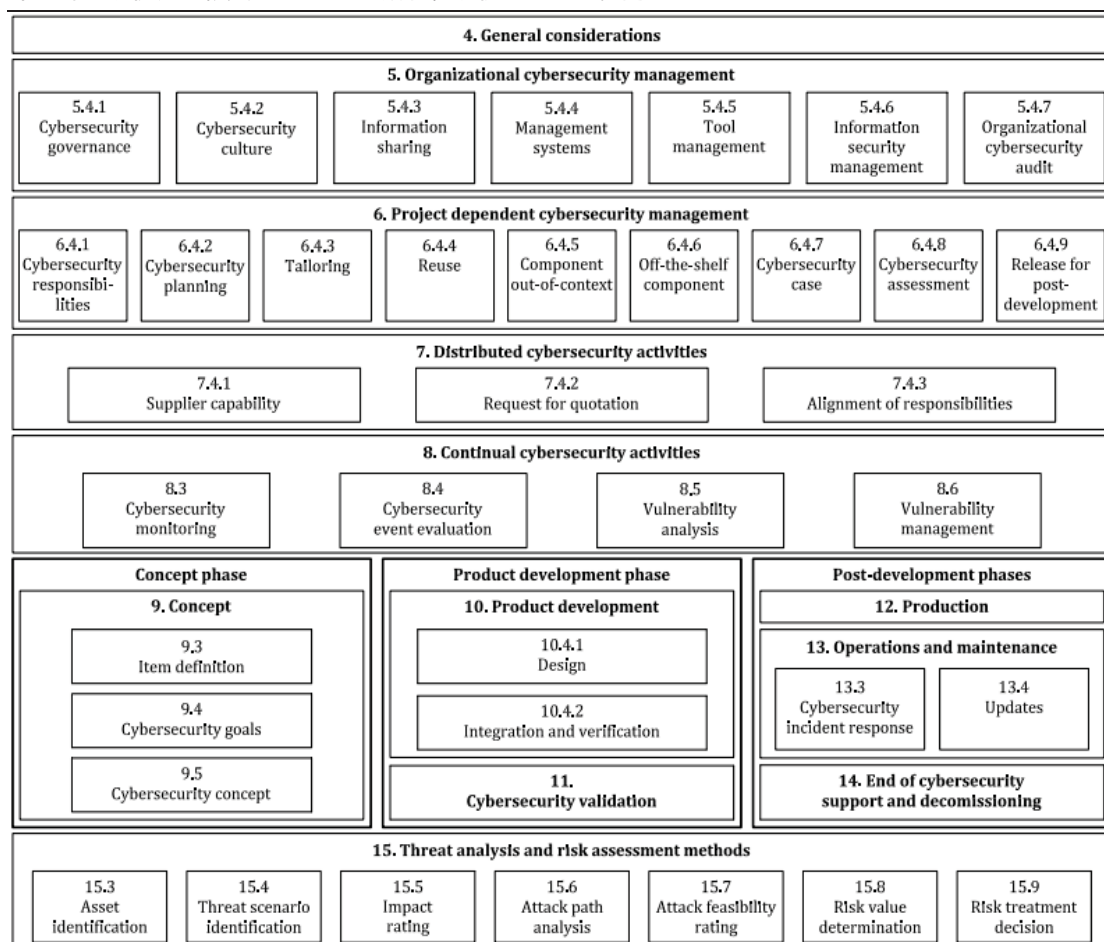 4. General considerations
5. Organizational cybersecurity management
5.4.1
Cybersecurity
governance
5.4.2
Cybersecurity
culture
5.4.3
Information
sharing
5.4.4
Management
systems
5.4.5
Tool
management
5.4.6
Information
security
management
5.4.7
Organizational
cybersecurity
audit
6. Project dependent cybersecurity management
6.4.1
Cybersecurity
responsibi-
lities
6.4.2
Cybersecurity
planning
6.4.3
Tailoring
6.4.4
Reuse
6.4.5
Component
out-of-context
6.4.6
Off-the-shelf
component
6.4.7
Cybersecurity
case
6.4.8
Cybersecurity
assessment
6.4.9
Release for
post-
development
7. Distributed cybersecurity activities
7.4.1
Supplier capability
7.4.2
Request for quotation
7.4.3
Alignment of responsibilities
8. Continual cybersecurity activities
8.3
Cybersecurity
monitoring
8.4
Cybersecurity
event evaluation
8.5
Vulnerability
analysis
8.6
Vulnerability
management
Concept phase
9. Concept
9.3
Item definition
9.4
Cybersecurity goals
9.5
Cybersecurity concept
Product development phase
10. Product development
10.4.1
Design
10.4.2
Integration and verification
11.
Cybersecurity validation
Post-development phases
12. Production
13. Operations and maintenance
13.3
Cybersecurity
incident response
13.4
Updates
14. End of cybersecurity
support and decomissioning
15. Threat analysis and risk assessment methods
15.3
Asset
identification
15.4
Threat scenario
identification
15.5
Impact
rating
15.6
Attack path
analysis
15.7
Attack feasibility
rating
15.8
Risk value
determination
15.9
Risk treatment
decision